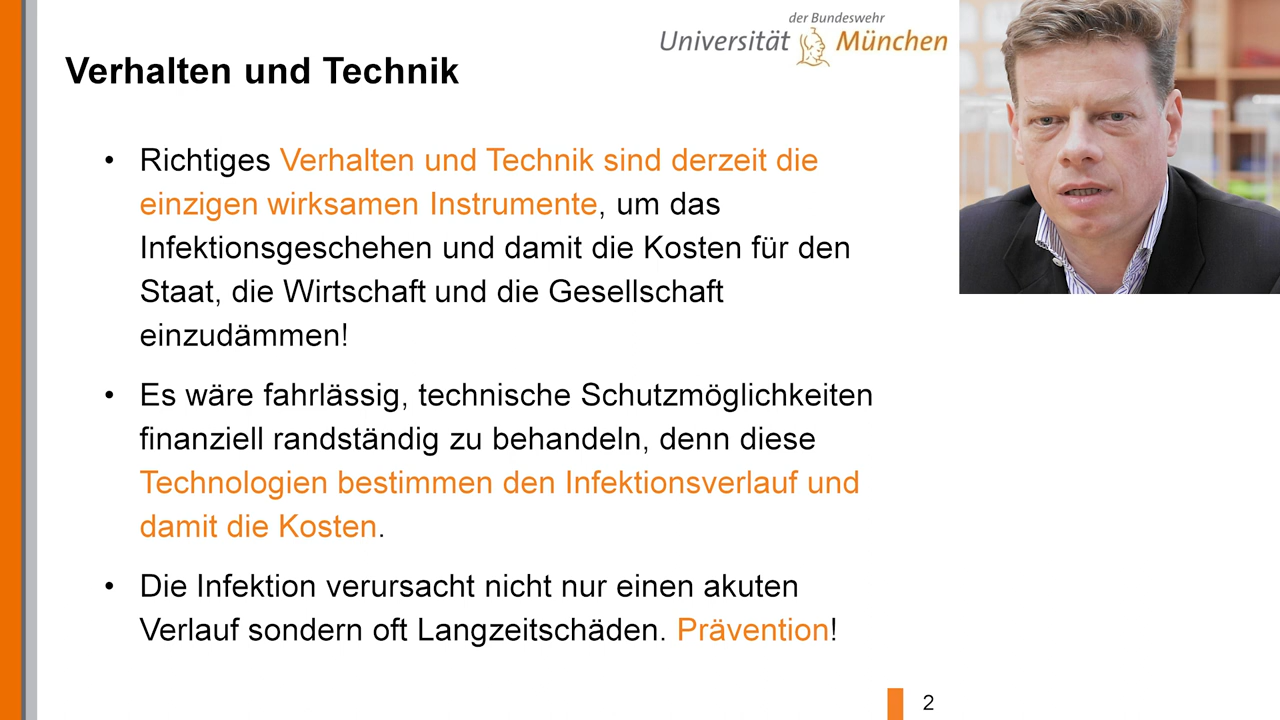 der Bundeswehr
Universität München
Verhalten und Technik
• Richtiges Verhalten und Technik sind derzeit die
einzigen wirksamen Instrumente, um das
Infektionsgeschehen und damit die Kosten für den
Staat, die Wirtschaft und die Gesellschaft
einzudämmen!
• Es wäre fahrlässig, technische Schutzmöglichkeiten
finanziell randständig zu behandeln, denn diese
Technologien bestimmen den Infektionsverlauf und
damit die Kosten.
• Die Infektion verursacht nicht nur einen akuten
Verlauf sondern oft Langzeitschäden. Prävention!
2